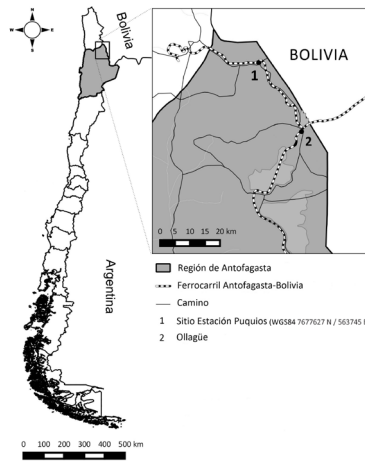 N
W E
S
Bolivia
Argentina
0 100 200 300 400 500 km
BOLIVIA
1
2
0 5 10 15 20 km
Región de Antofagasta
Ferrocarril Antofagasta-Bolivia
Camino
1 Sitio Estación Puquios (WGS84 7677627 N / 563745
2 Ollagüe